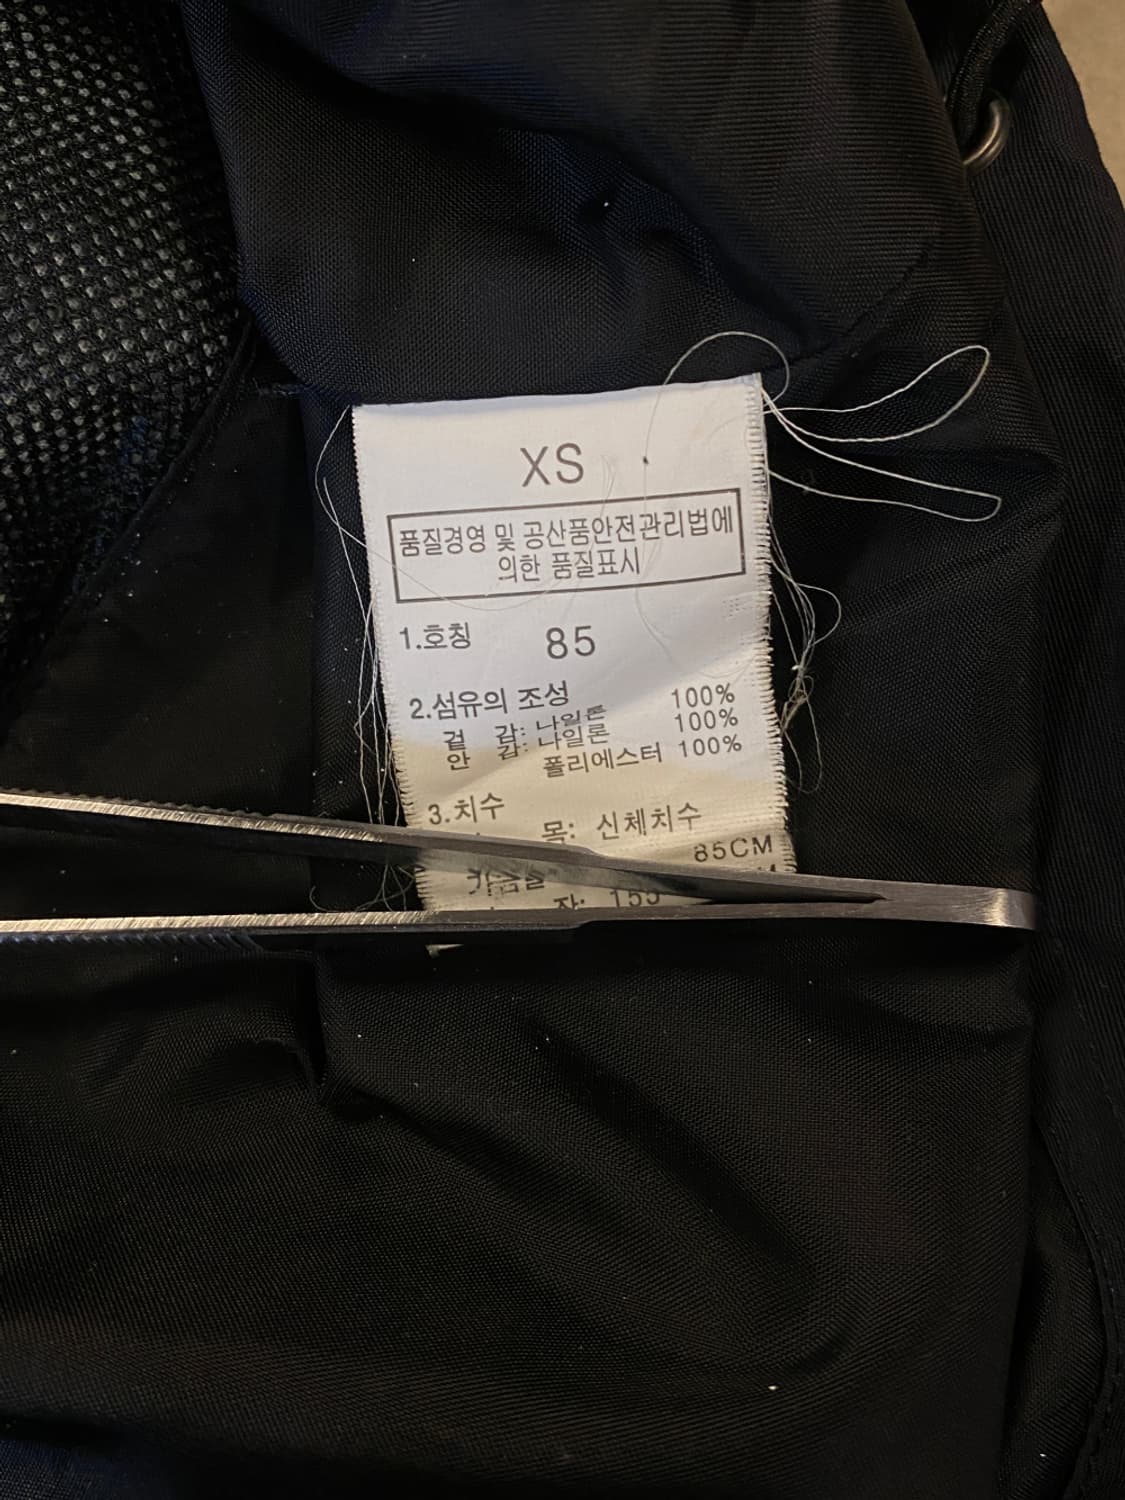 XS
품질경영 및 공산품안전관리법에
의한 품질표시
1.호칭 85
2.섬유의 조성 100%
겉 감: 나일론 100%
안 감: 나일론
폴리에스터 100%
3.치수
목: 신체치수
85CM
장: 155